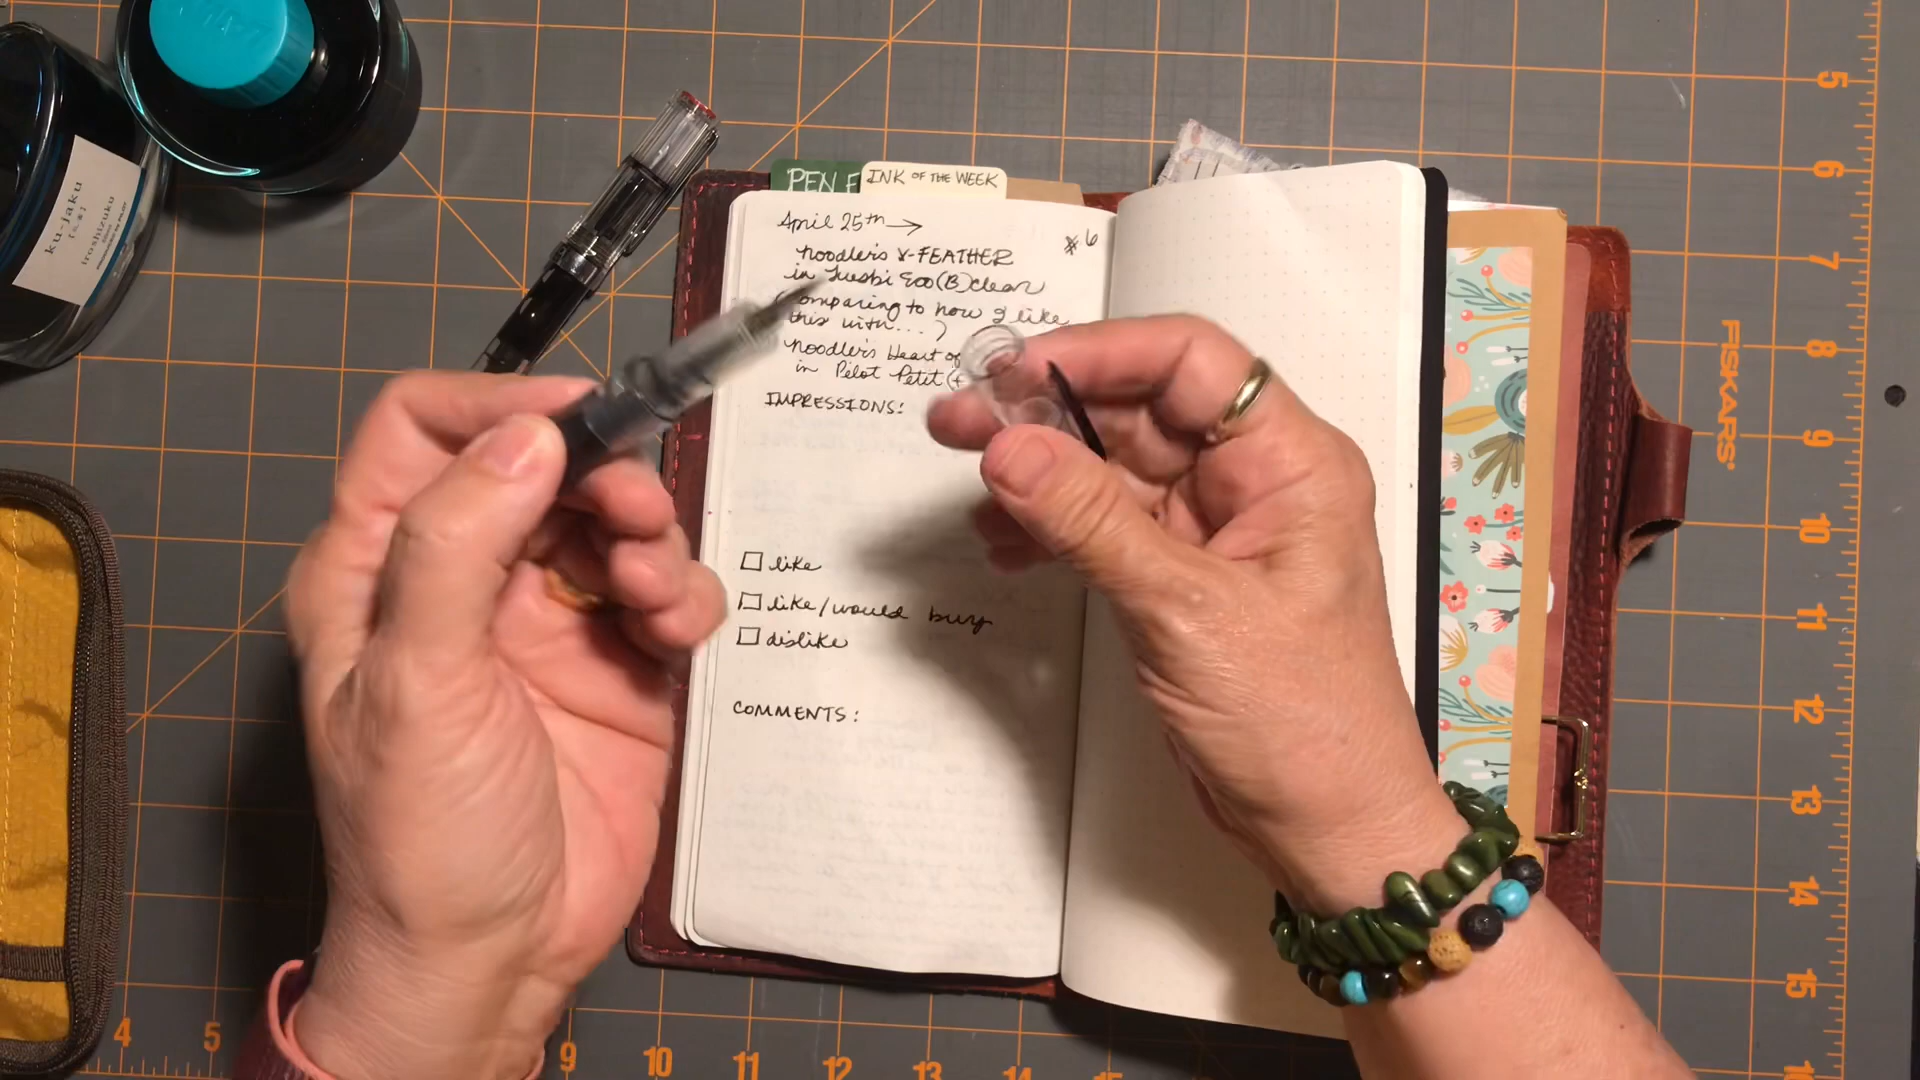 PEN F
INK OF THE WEEK
April 25th →
#6
Noodler's X-FEATHER
in Jueshi 800(B) clear
(comparing to how I like
this with...)
Noodler's Heart of
in Pilot Petit
IMPRESSIONS:
like
like/would buy
dislike
COMMENTS:
ku-jaku
iroshizuku
FISKARS
5
6
7
8
9
10
11
12
13
14
15
4
5
9
10
11
12
13
14